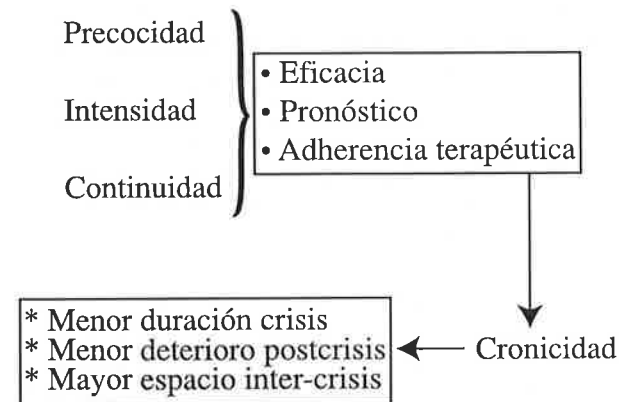 Precocidad
Intensidad
Continuidad
• Eficacia
• Pronóstico
• Adherencia terapéutica
Cronicidad
* Menor duración crisis
* Menor deterioro postcrisis
* Mayor espacio inter-crisis